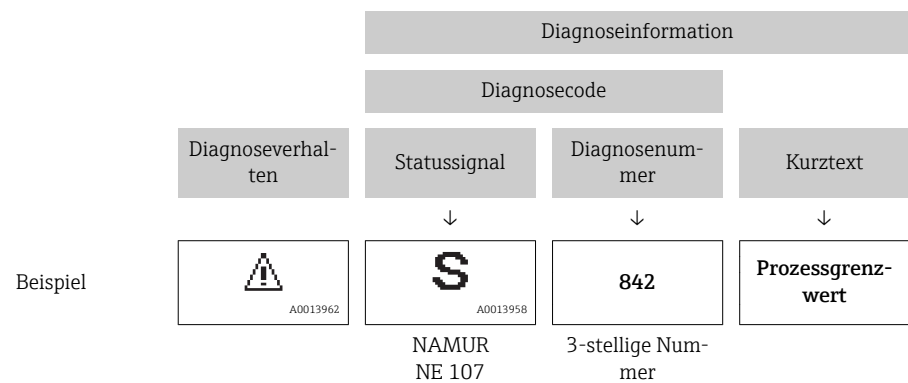 Diagnoseinformation
Diagnosecode
Diagnoseverhal-
ten
Statussignal
Diagnosenum-
mer
Kurztext
↓
↓
↓
Beispiel
A0013962
S
A0013958
842
Prozessgrenz-
wert
NAMUR
NE 107
3-stellige Num-
mer